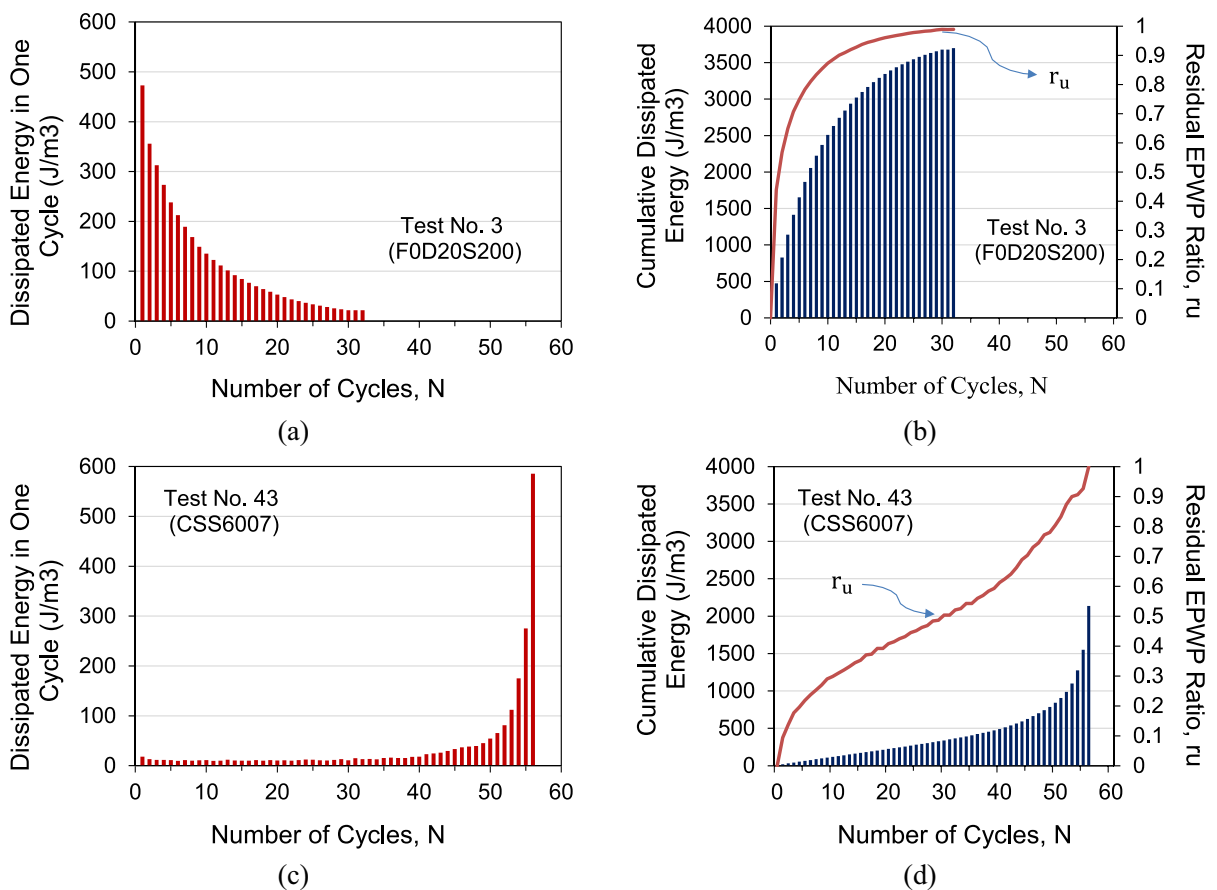 Dissipated Energy in One
Cycle (J/m3)
600
500
400
300
200
100
0
0 10 20 30 40 50 60
Test No. 3
(F0D20S200)
Number of Cycles, N
(a)
Cumulative Dissipated
Energy (J/m3)
4000
3500
3000
2500
2000
1500
1000
500
0
0 10 20 30 40 50 60
1
0.9
0.8
0.7
0.6
0.5
0.4
0.3
0.2
0.1
0
Residual EPWP Ratio, ru
ru
Test No. 3
(F0D20S200)
Number of Cycles, N
(b)
Dissipated Energy in One
Cycle (J/m3)
600
500
400
300
200
100
0
0 10 20 30 40 50 60
Test No. 43
(CSS6007)
Number of Cycles, N
(c)
Cumulative Dissipated
Energy (J/m3)
4000
3500
3000
2500
2000
1500
1000
500
0
0 10 20 30 40 50 60
1
0.9
0.8
0.7
0.6
0.5
0.4
0.3
0.2
0.1
0
Residual EPWP Ratio, ru
Test No. 43
(CSS6007)
ru
Number of Cycles, N
(d)